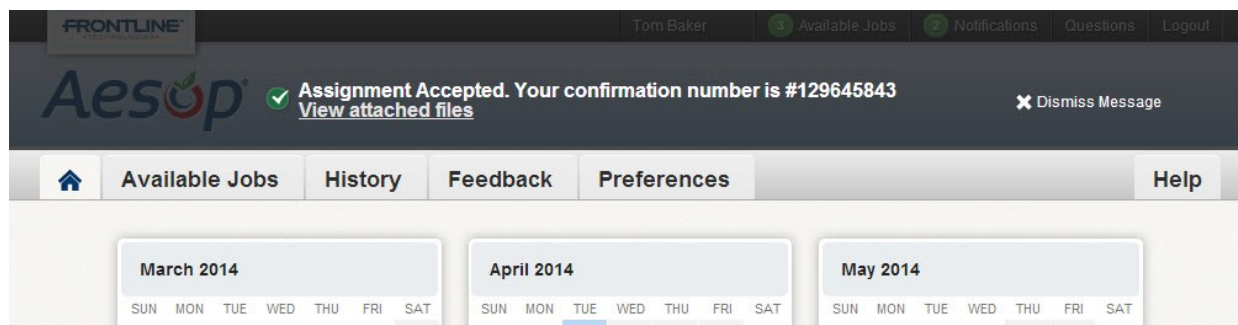 FRONTLINE
TECHNOLOGIES
Tom Baker
3 Available Jobs
2 Notifications
Questions
Logout
Aesop
Assignment Accepted. Your confirmation number is #129645843
View attached files
Dismiss Message
Available Jobs
History
Feedback
Preferences
Help
March 2014
April 2014
May 2014
SUN MON TUE WED THU FRI SAT
SUN MON TUE WED THU FRI SAT
SUN MON TUE WED THU FRI SAT